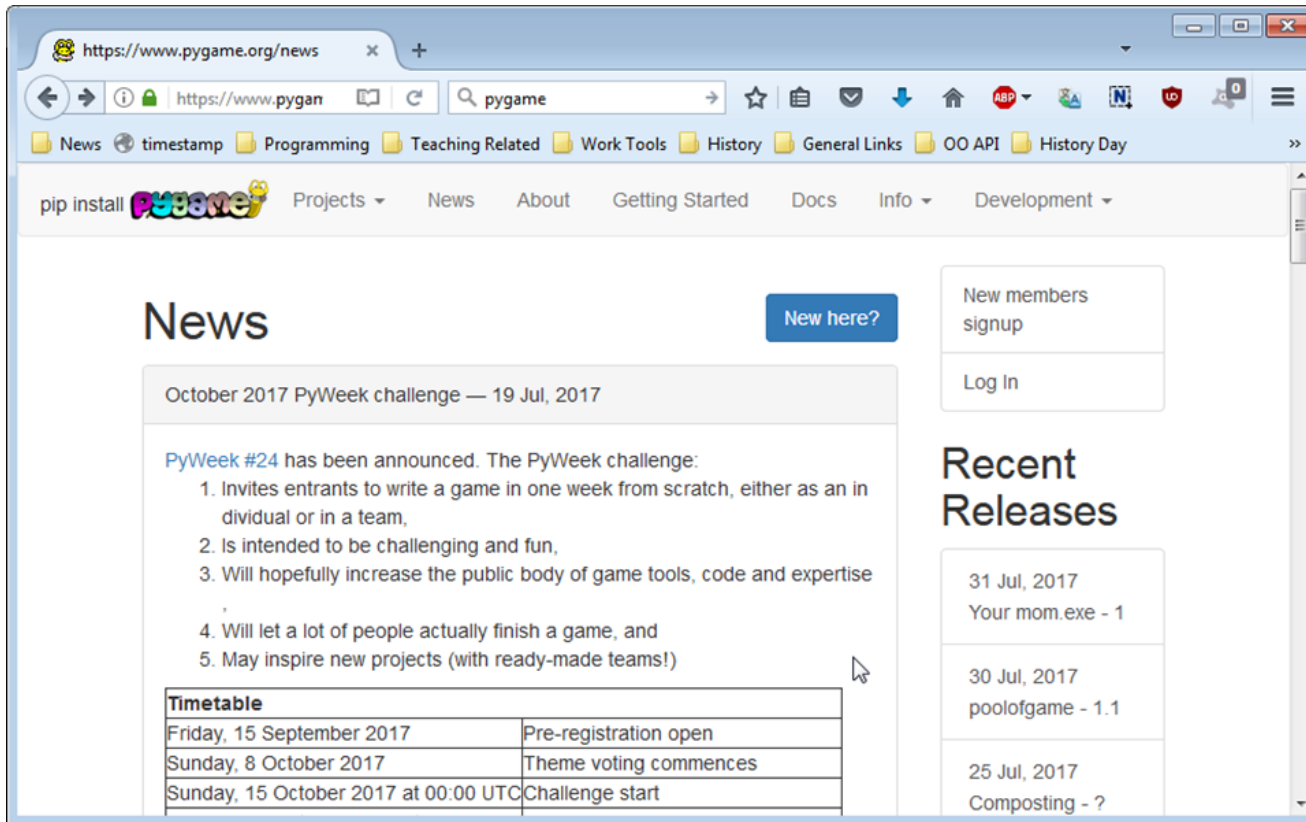 https://www.pygame.org/news
https://www.pygan
pygame
ABP
0
News timestamp Programming Teaching Related Work Tools History General Links OO API History Day
pip install pygame Projects News About Getting Started Docs Info Development
News
New here?
October 2017 PyWeek challenge — 19 Jul, 2017
PyWeek #24 has been announced. The PyWeek challenge:
1. Invites entrants to write a game in one week from scratch, either as an in
dividual or in a team,
2. Is intended to be challenging and fun,
3. Will hopefully increase the public body of game tools, code and expertise
,
4. Will let a lot of people actually finish a game, and
5. May inspire new projects (with ready-made teams!)
Timetable
Friday, 15 September 2017 Pre-registration open
Sunday, 8 October 2017 Theme voting commences
Sunday, 15 October 2017 at 00:00 UTC Challenge start
New members
signup
Log In
Recent
Releases
31 Jul, 2017
Your mom.exe - 1
30 Jul, 2017
poolofgame - 1.1
25 Jul, 2017
Composting - ?